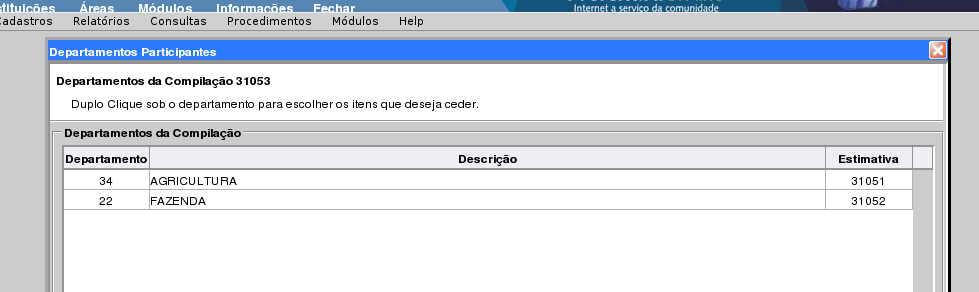 Áreas Módulos Informações Fechar
Internet a serviço da comunidade
Relatórios Consultas Procedimentos Módulos Help
Departamentos Participantes
Departamentos da Compilação 31053
Duplo Clique sob o departamento para escolher os itens que deseja ceder.
Departamentos da Compilação
Departamento Descrição Estimativa
34 AGRICULTURA 31051
22 FAZENDA 31052